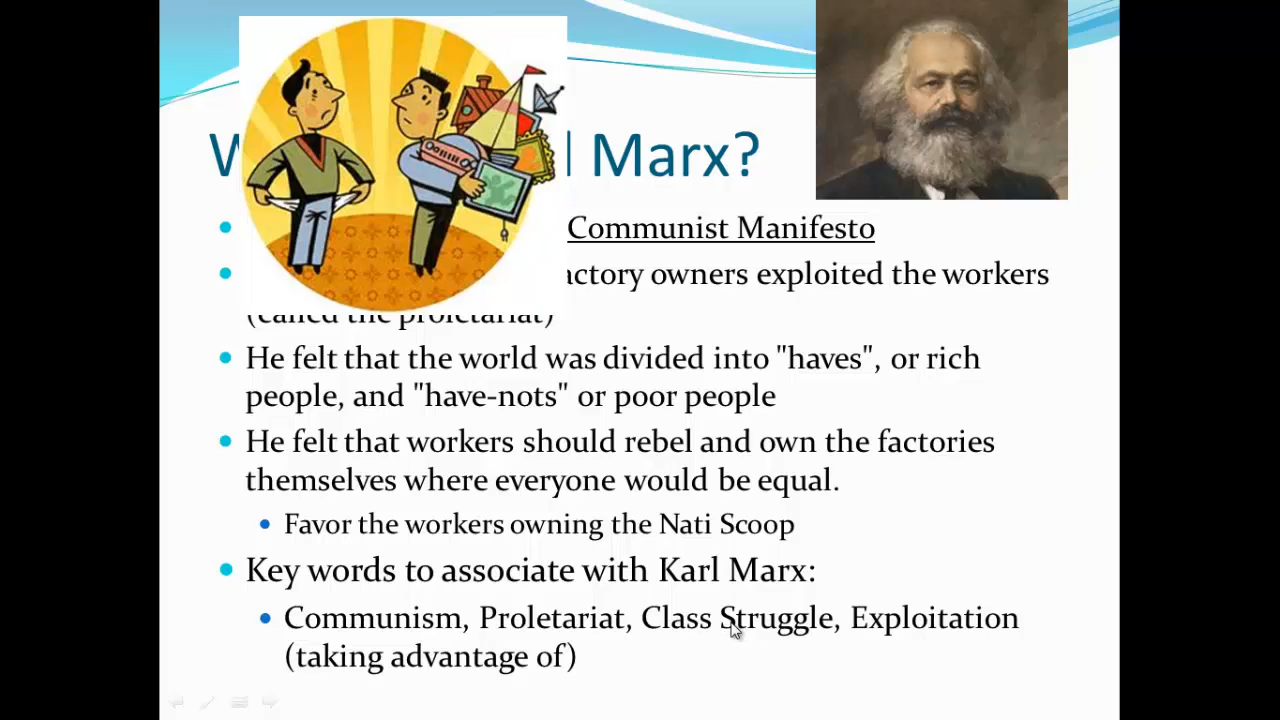 W Marx?
Communist Manifesto
actory owners exploited the workers
(called the proletariat)
He felt that the world was divided into "haves", or rich
people, and "have-nots" or poor people
He felt that workers should rebel and own the factories
themselves where everyone would be equal.
Favor the workers owning the Nati Scoop
Key words to associate with Karl Marx:
Communism, Proletariat, Class Struggle, Exploitation
(taking advantage of)